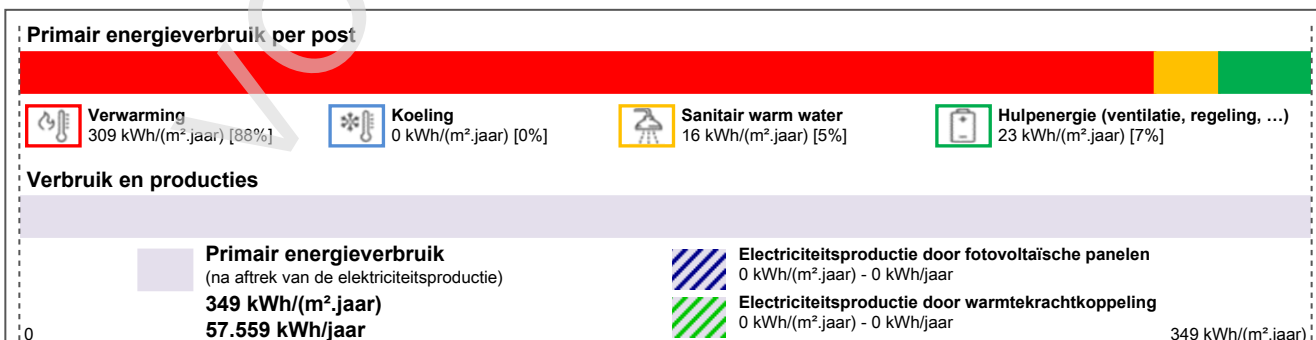 Primair energieverbruik per post
Verwarming
309 kWh/(m².jaar) [88%]
Koeling
0 kWh/(m².jaar) [0%]
Sanitair warm water
16 kWh/(m².jaar) [5%]
Hulpenergie (ventilatie, regeling, …)
23 kWh/(m².jaar) [7%]
Verbruik en producties
Primair energieverbruik
(na aftrek van de elektriciteitsproductie)
349 kWh/(m².jaar)
57.559 kWh/jaar
Electriciteitsproductie door fotovoltaïsche panelen
0 kWh/(m².jaar) - 0 kWh/jaar
Electriciteitsproductie door warmtekrachtkoppeling
0 kWh/(m².jaar) - 0 kWh/jaar
0
349 kWh/(m².jaar)